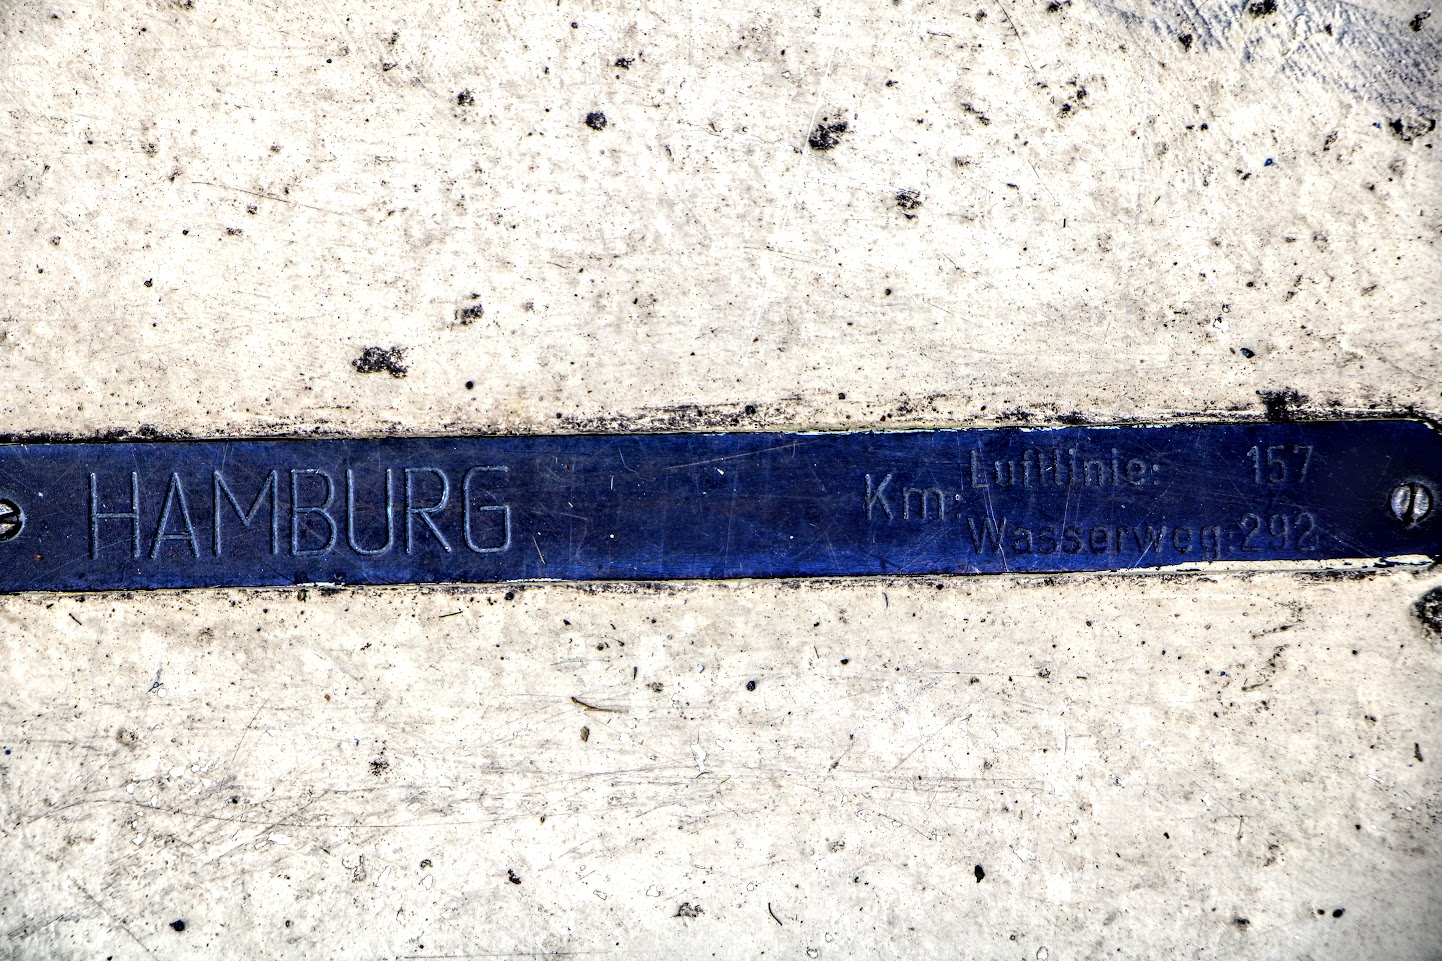 HAMBURG
Km: Luftlinie: 157
Wasserweg: 292